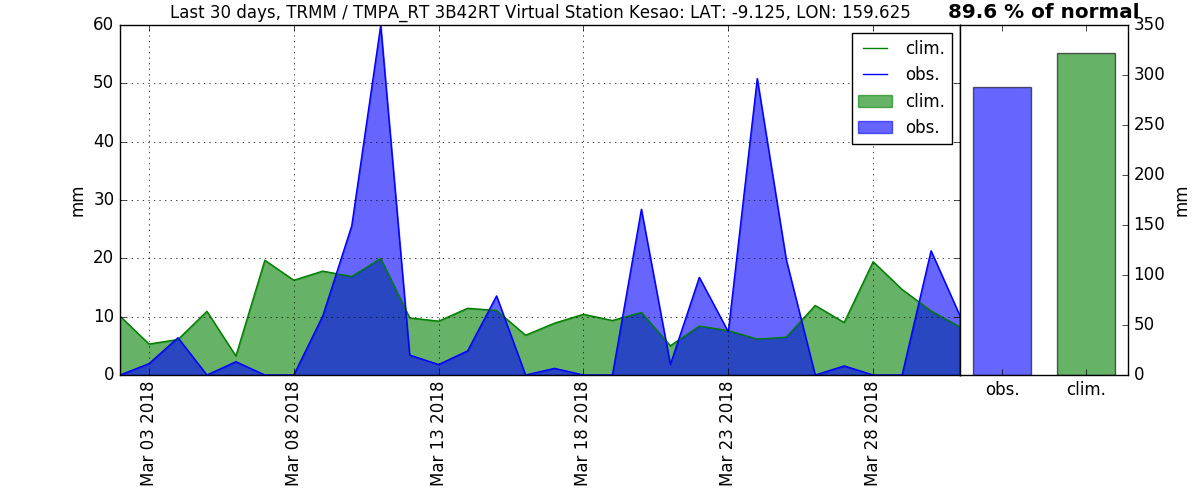 Last 30 days, TRMM / TMPA_RT 3B42RT Virtual Station Kesao: LAT: -9.125, LON: 159.625
89.6 % of normal
60
50
40
30
20
10
0
mm
clim.
obs.
clim.
obs.
Mar 03 2018
Mar 08 2018
Mar 13 2018
Mar 18 2018
Mar 23 2018
Mar 28 2018
350
300
250
200
150
100
50
0
mm
obs.
clim.